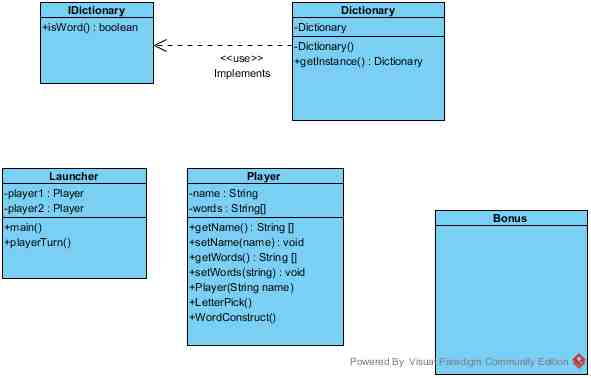 IDictionary
+isWord() : boolean
Dictionary
-Dictionary
-Dictionary()
+getInstance() : Dictionary
<<use>>
Implements
Launcher
-player1 : Player
-player2 : Player
+main()
+playerTurn()
Player
-name : String
-words : String[]
+getName() : String []
+setName(name) : void
+getWords() : String []
+setWords(string) : void
+Player(String name)
+LetterPick()
+WordConstruct()
Bonus
Powered By Visual Paradigm Community Edition